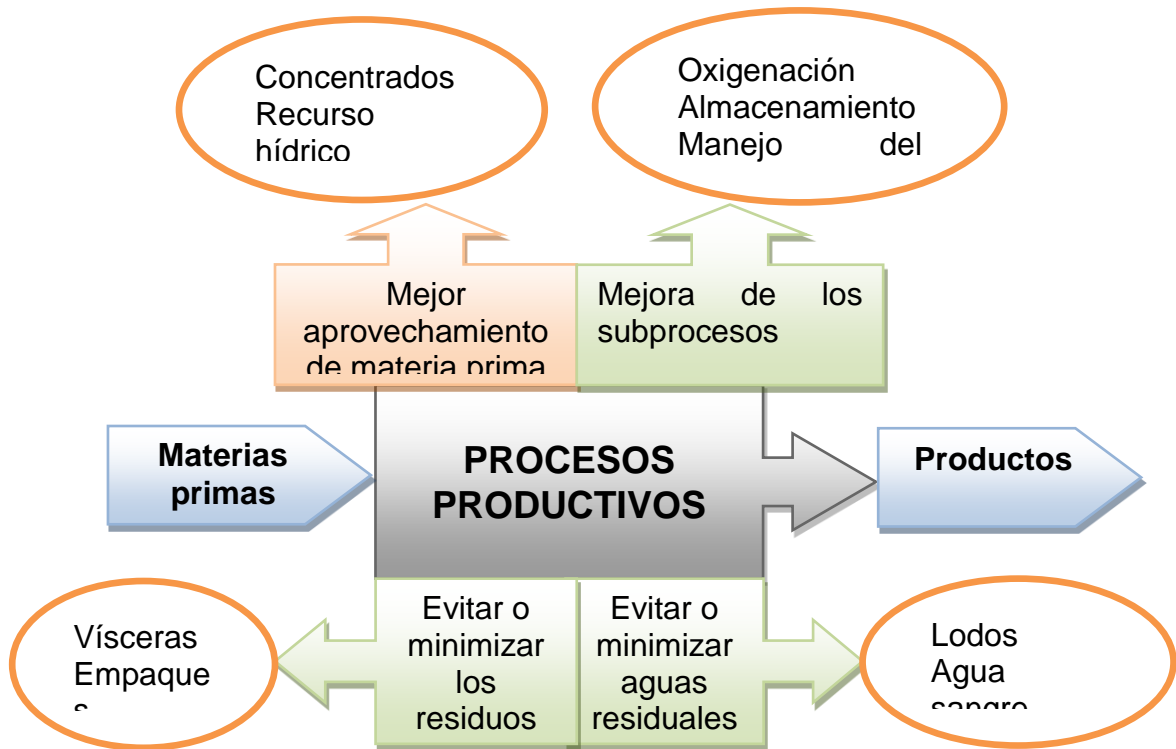 Concentrados
Recurso
hídrico
Oxigenación
Almacenamiento
Manejo del
Mejor
aprovechamiento
de materia prima
Mejora de los
subprocesos
Materias
primas
PROCESOS
PRODUCTIVOS
Productos
Vísceras
Empaque
s
Evitar o
minimizar
los
residuos
Evitar o
minimizar
aguas
residuales
Lodos
Agua
sangre